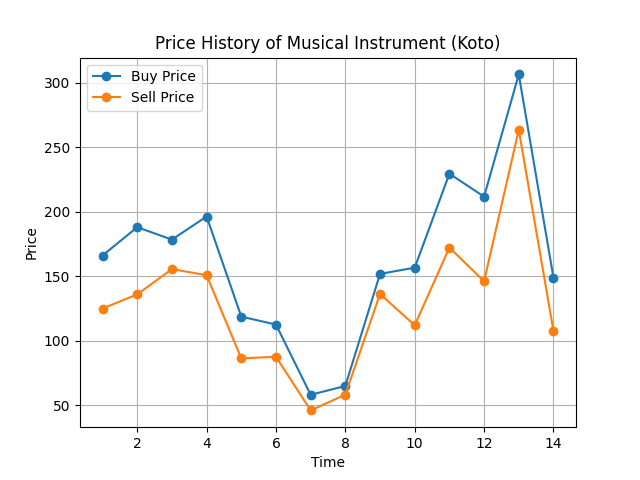 Price History of Musical Instrument (Koto)
Buy Price
Sell Price
300
250
200
150
100
50
Price
2 4 6 8 10 12 14
Time